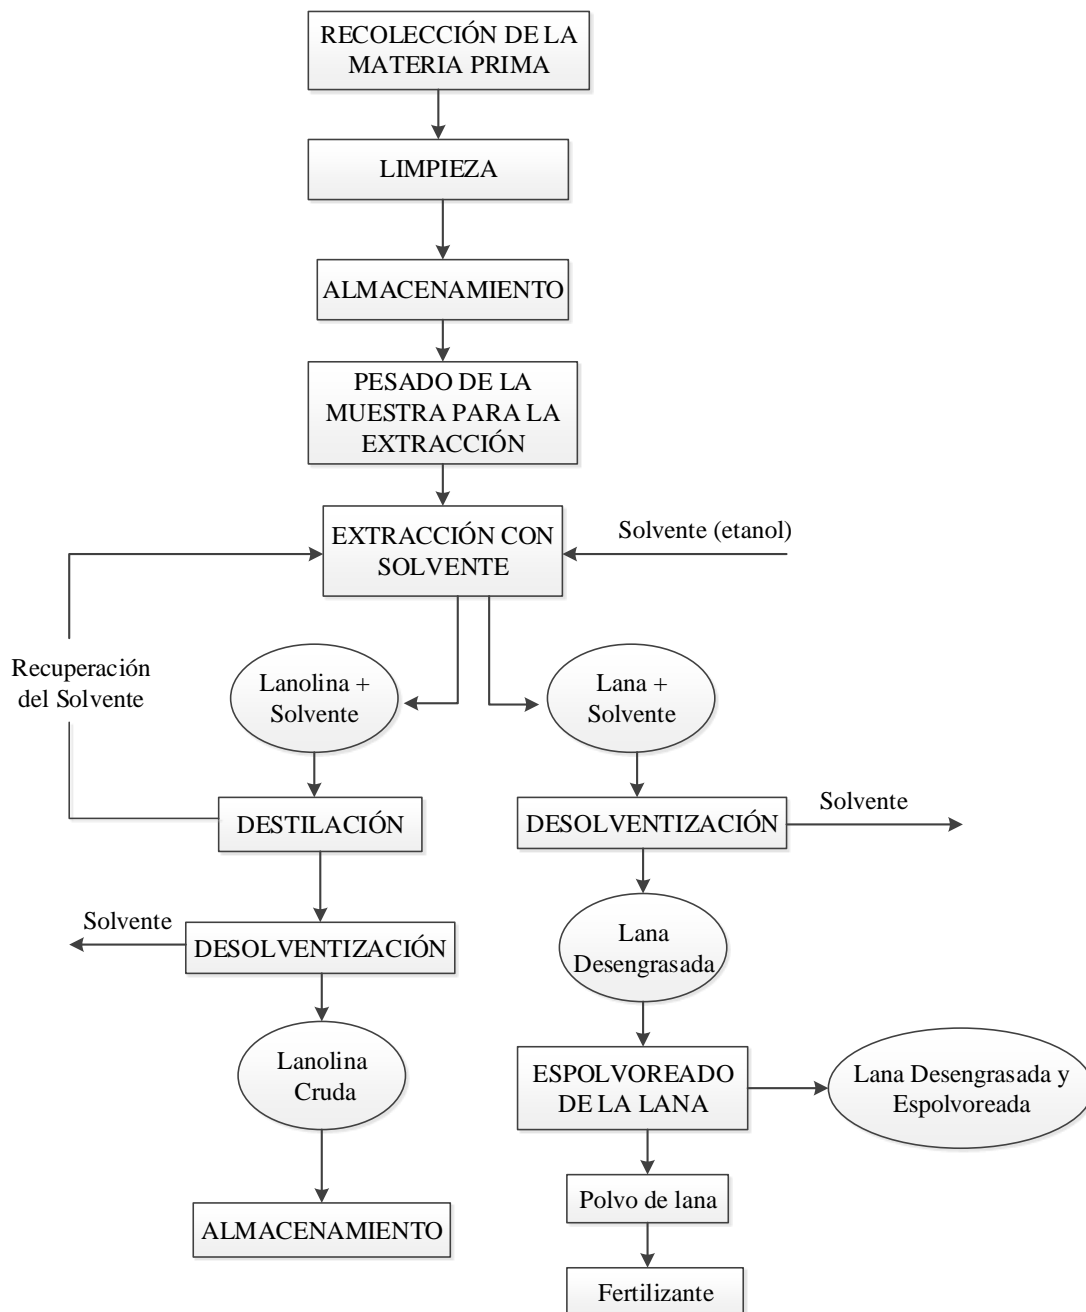 RECOLECCIÓN DE LA
MATERIA PRIMA
LIMPIEZA
ALMACENAMIENTO
PESADO DE LA
MUESTRA PARA LA
EXTRACCIÓN
EXTRACCIÓN CON
SOLVENTE
Solvente (etanol)
Recuperación
del Solvente
Lanolina +
Solvente
Lana +
Solvente
DESTILACIÓN
DESOLVENTIZACIÓN
Solvente
Solvente
DESOLVENTIZACIÓN
Lana
Desengrasada
Lanolina
Cruda
ESPOLVOREADO
DE LA LANA
Lana Desengrasada y
Espolvoreada
Polvo de lana
ALMACENAMIENTO
Fertilizante